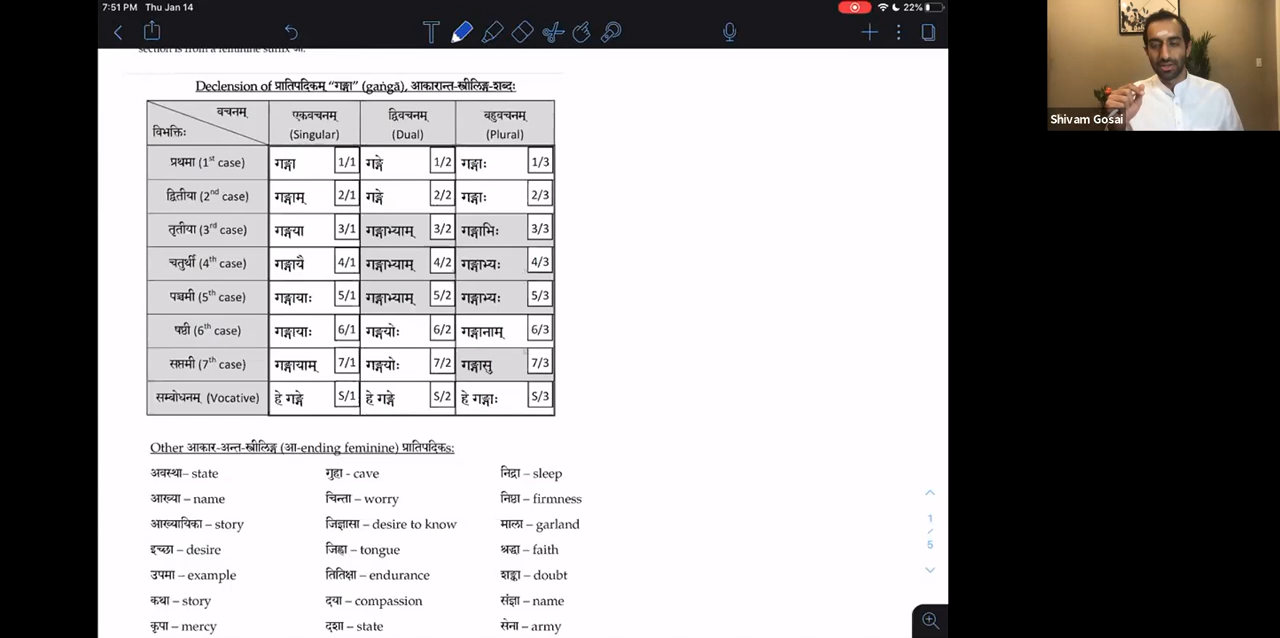 7:51 PM Thu Jan 14
22%
Declension of प्रातिपदिकम् "गङ्गा" (gaṅgā), आकारान्त-स्त्रीलिङ्ग-शब्दः
वचनम्
विभक्तिः
एकवचनम् (Singular)
द्विवचनम् (Dual)
बहुवचनम् (Plural)
प्रथमा (1st case) गङ्गा 1/1 गङ्गे 1/2 गङ्गाः 1/3
द्वितीया (2nd case) गङ्गाम् 2/1 गङ्गे 2/2 गङ्गाः 2/3
तृतीया (3rd case) गङ्गया 3/1 गङ्गाभ्याम् 3/2 गङ्गाभिः 3/3
चतुर्थी (4th case) गङ्गायै 4/1 गङ्गाभ्याम् 4/2 गङ्गाभ्यः 4/3
पञ्चमी (5th case) गङ्गायाः 5/1 गङ्गाभ्याम् 5/2 गङ्गाभ्यः 5/3
षष्ठी (6th case) गङ्गायाः 6/1 गङ्गयोः 6/2 गङ्गानाम् 6/3
सप्तमी (7th case) गङ्गायाम् 7/1 गङ्गयोः 7/2 गङ्गासु 7/3
सम्बोधनम् (Vocative) हे गङ्गे S/1 हे गङ्गे S/2 हे गङ्गाः S/3
Other आकार-अन्त-स्त्रीलिङ्ग (आ-ending feminine) प्रातिपदिकs:
अवस्था– state गुहा - cave निद्रा – sleep
आख्या – name चिन्ता – worry निष्ठा – firmness
आख्यायिका – story जिज्ञासा – desire to know माला – garland
इच्छा – desire जिह्वा – tongue श्रद्धा – faith
उपमा – example तितिक्षा – endurance शङ्का – doubt
कथा – story दया – compassion संज्ञा – name
कृपा – mercy दशा – state सेना – army
1
/
5
Shivam Gosai